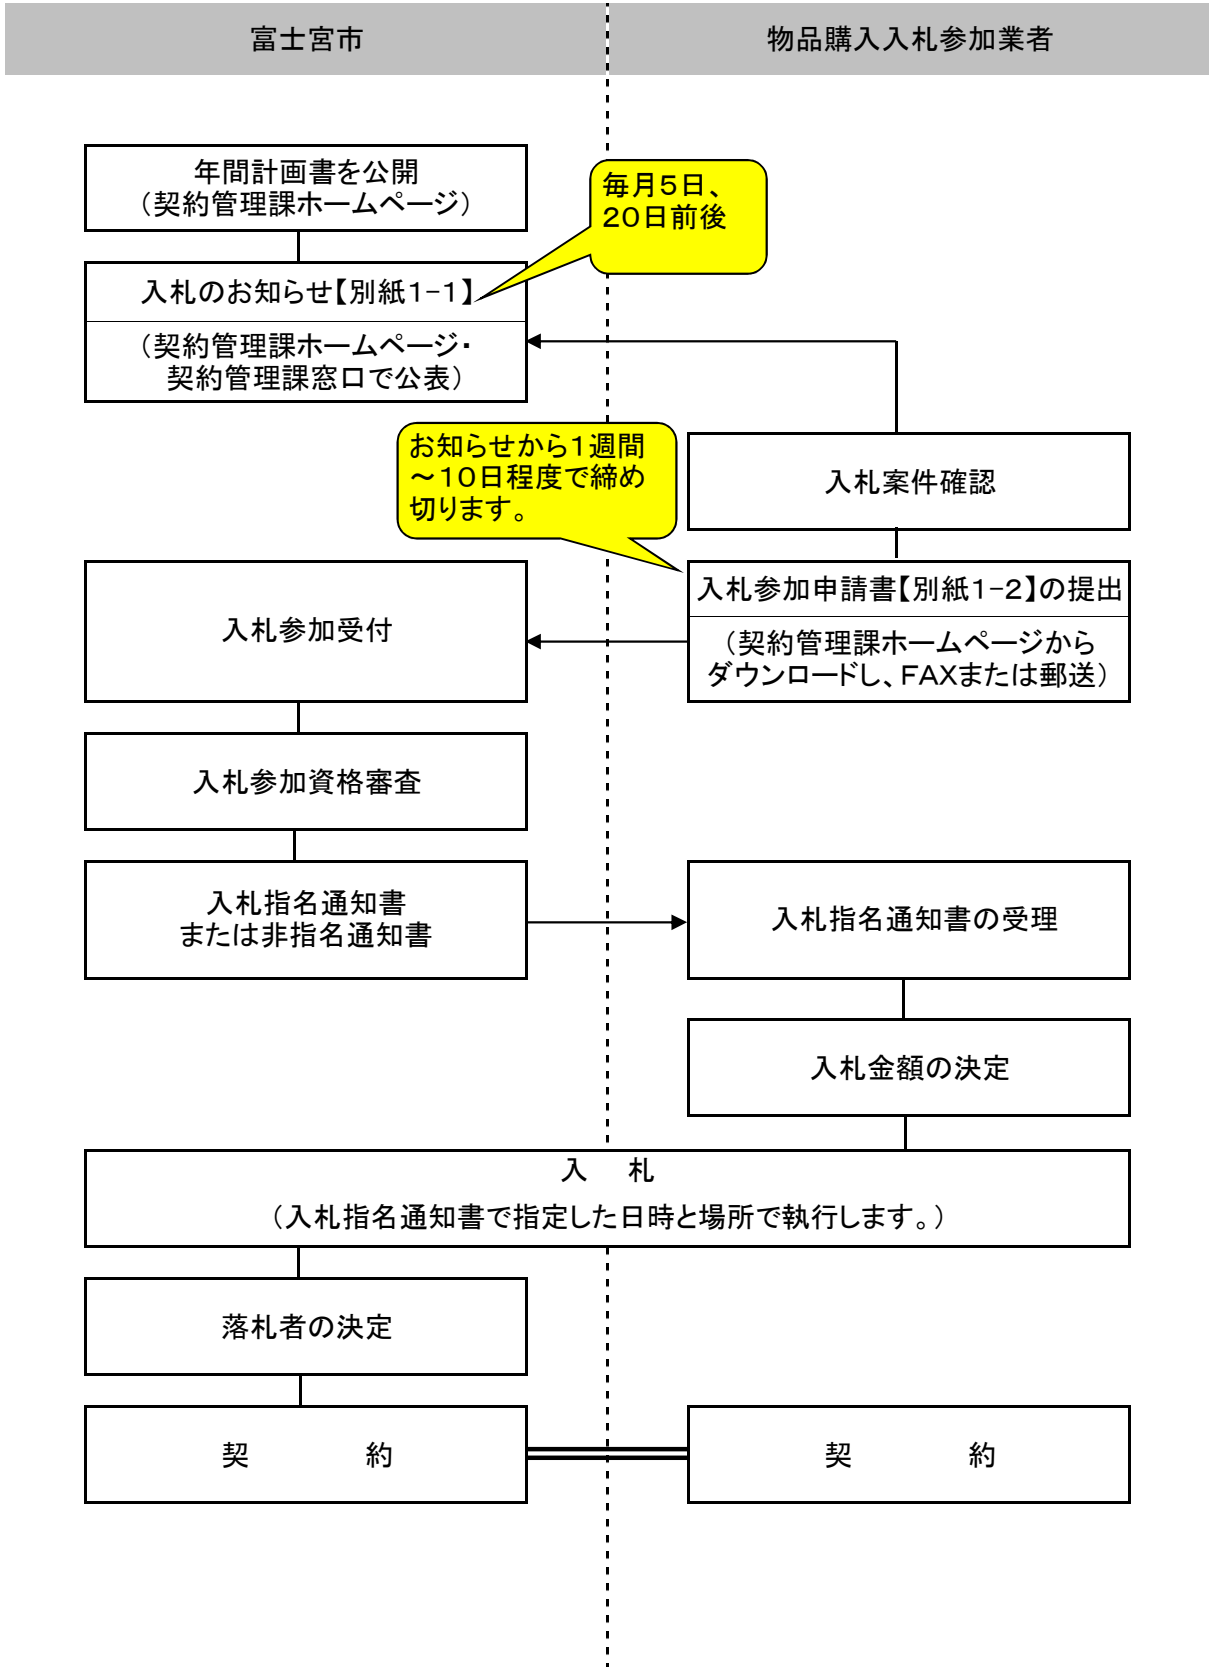 富士宮市
物品購入入札参加業者
年間計画書を公開
（契約管理課ホームページ）
毎月５日、
２０日前後
入札のお知らせ【別紙１−１】
（契約管理課ホームページ・
契約管理課窓口で公表）
お知らせから１週間
～１０日程度で締め
切ります。
入札案件確認
入札参加申請書【別紙１−２】の提出
（契約管理課ホームページから
ダウンロードし、ＦＡＸまたは郵送）
入札参加受付
入札参加資格審査
入札指名通知書
または非指名通知書
入札指名通知書の受理
入札金額の決定
入　札
（入札指名通知書で指定した日時と場所で執行します。）
落札者の決定
契　　　　約
契　　　　約